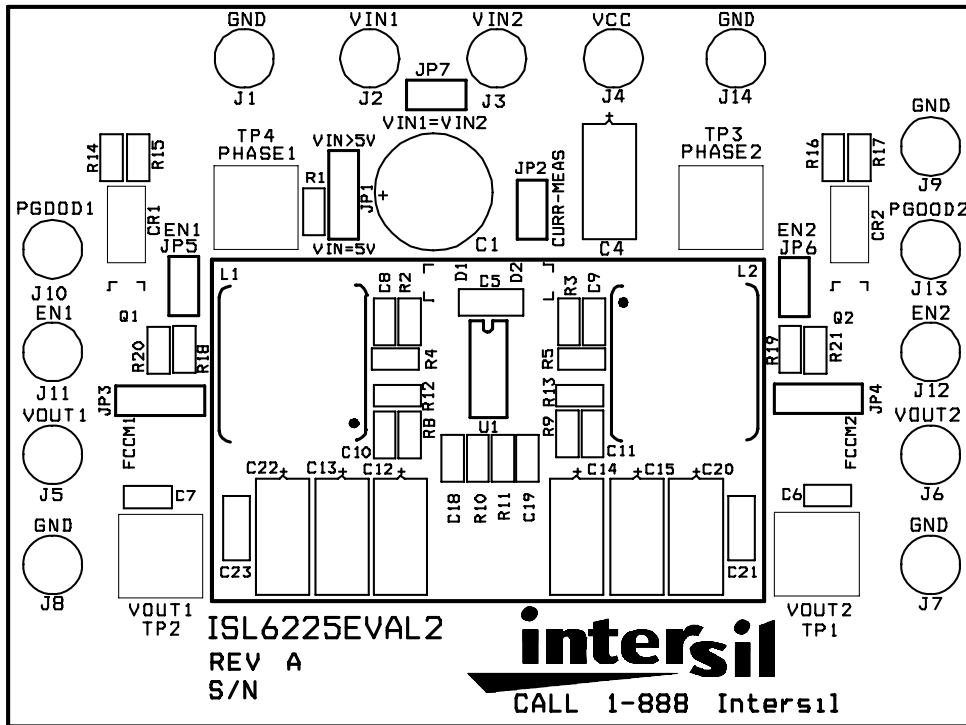 GND VIN1 VIN2 VCC GND
J1 J2 JP7 J3 J4 J14
VIN1=VIN2
GND
J9
R14 R15
TP4
PHASE1
VIN>5V
R1
JP1
+
VIN=5V
C1
JP2
CURR-MEAS
+
C4
TP3
PHASE2
R16 R17
PGOOD1
J10
CR1
EN1
JP5
EN2
JP6
CR2
PGOOD2
J13
L1
C8 R2
D1
C5
D2
R3 C9
L2
EN1
J11
Q1
R20 R18
R4
R5
R19 R21
Q2
EN2
J12
JP3
FCCM1
R12
R13
JP4
FCCM2
VOUT1
J5
C10
R8
U1
R9
C11
VOUT2
J6
C22 + C13 + C12 +
C18 R10 R11 C19
+ C14 + C15 + C20
C7
C6
GND
J8
C23
C21
GND
J7
VOUT1
TP2
VOUT2
TP1
ISL6225EVAL2
REV A
S/N
intersil
CALL 1-888 Intersil